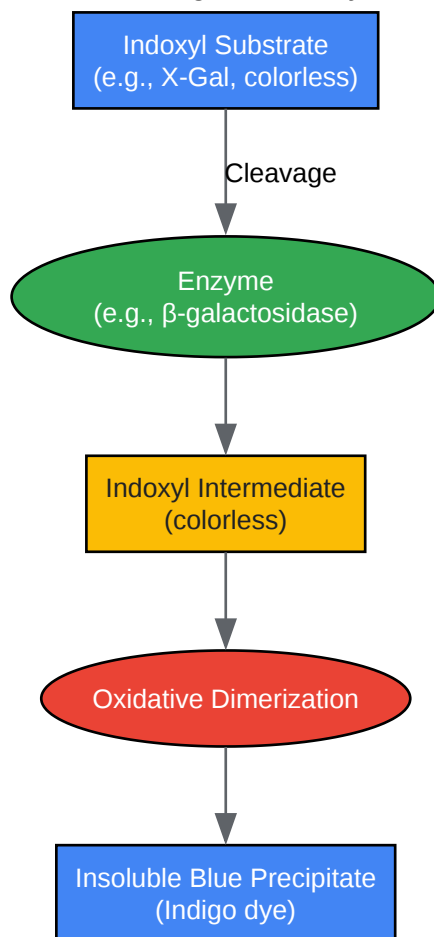 Indoxyl Substrate
(e.g., X-Gal, colorless)
Cleavage
Enzyme
(e.g., β-galactosidase)
Indoxyl Intermediate
(colorless)
Oxidative Dimerization
Insoluble Blue Precipitate
(Indigo dye)